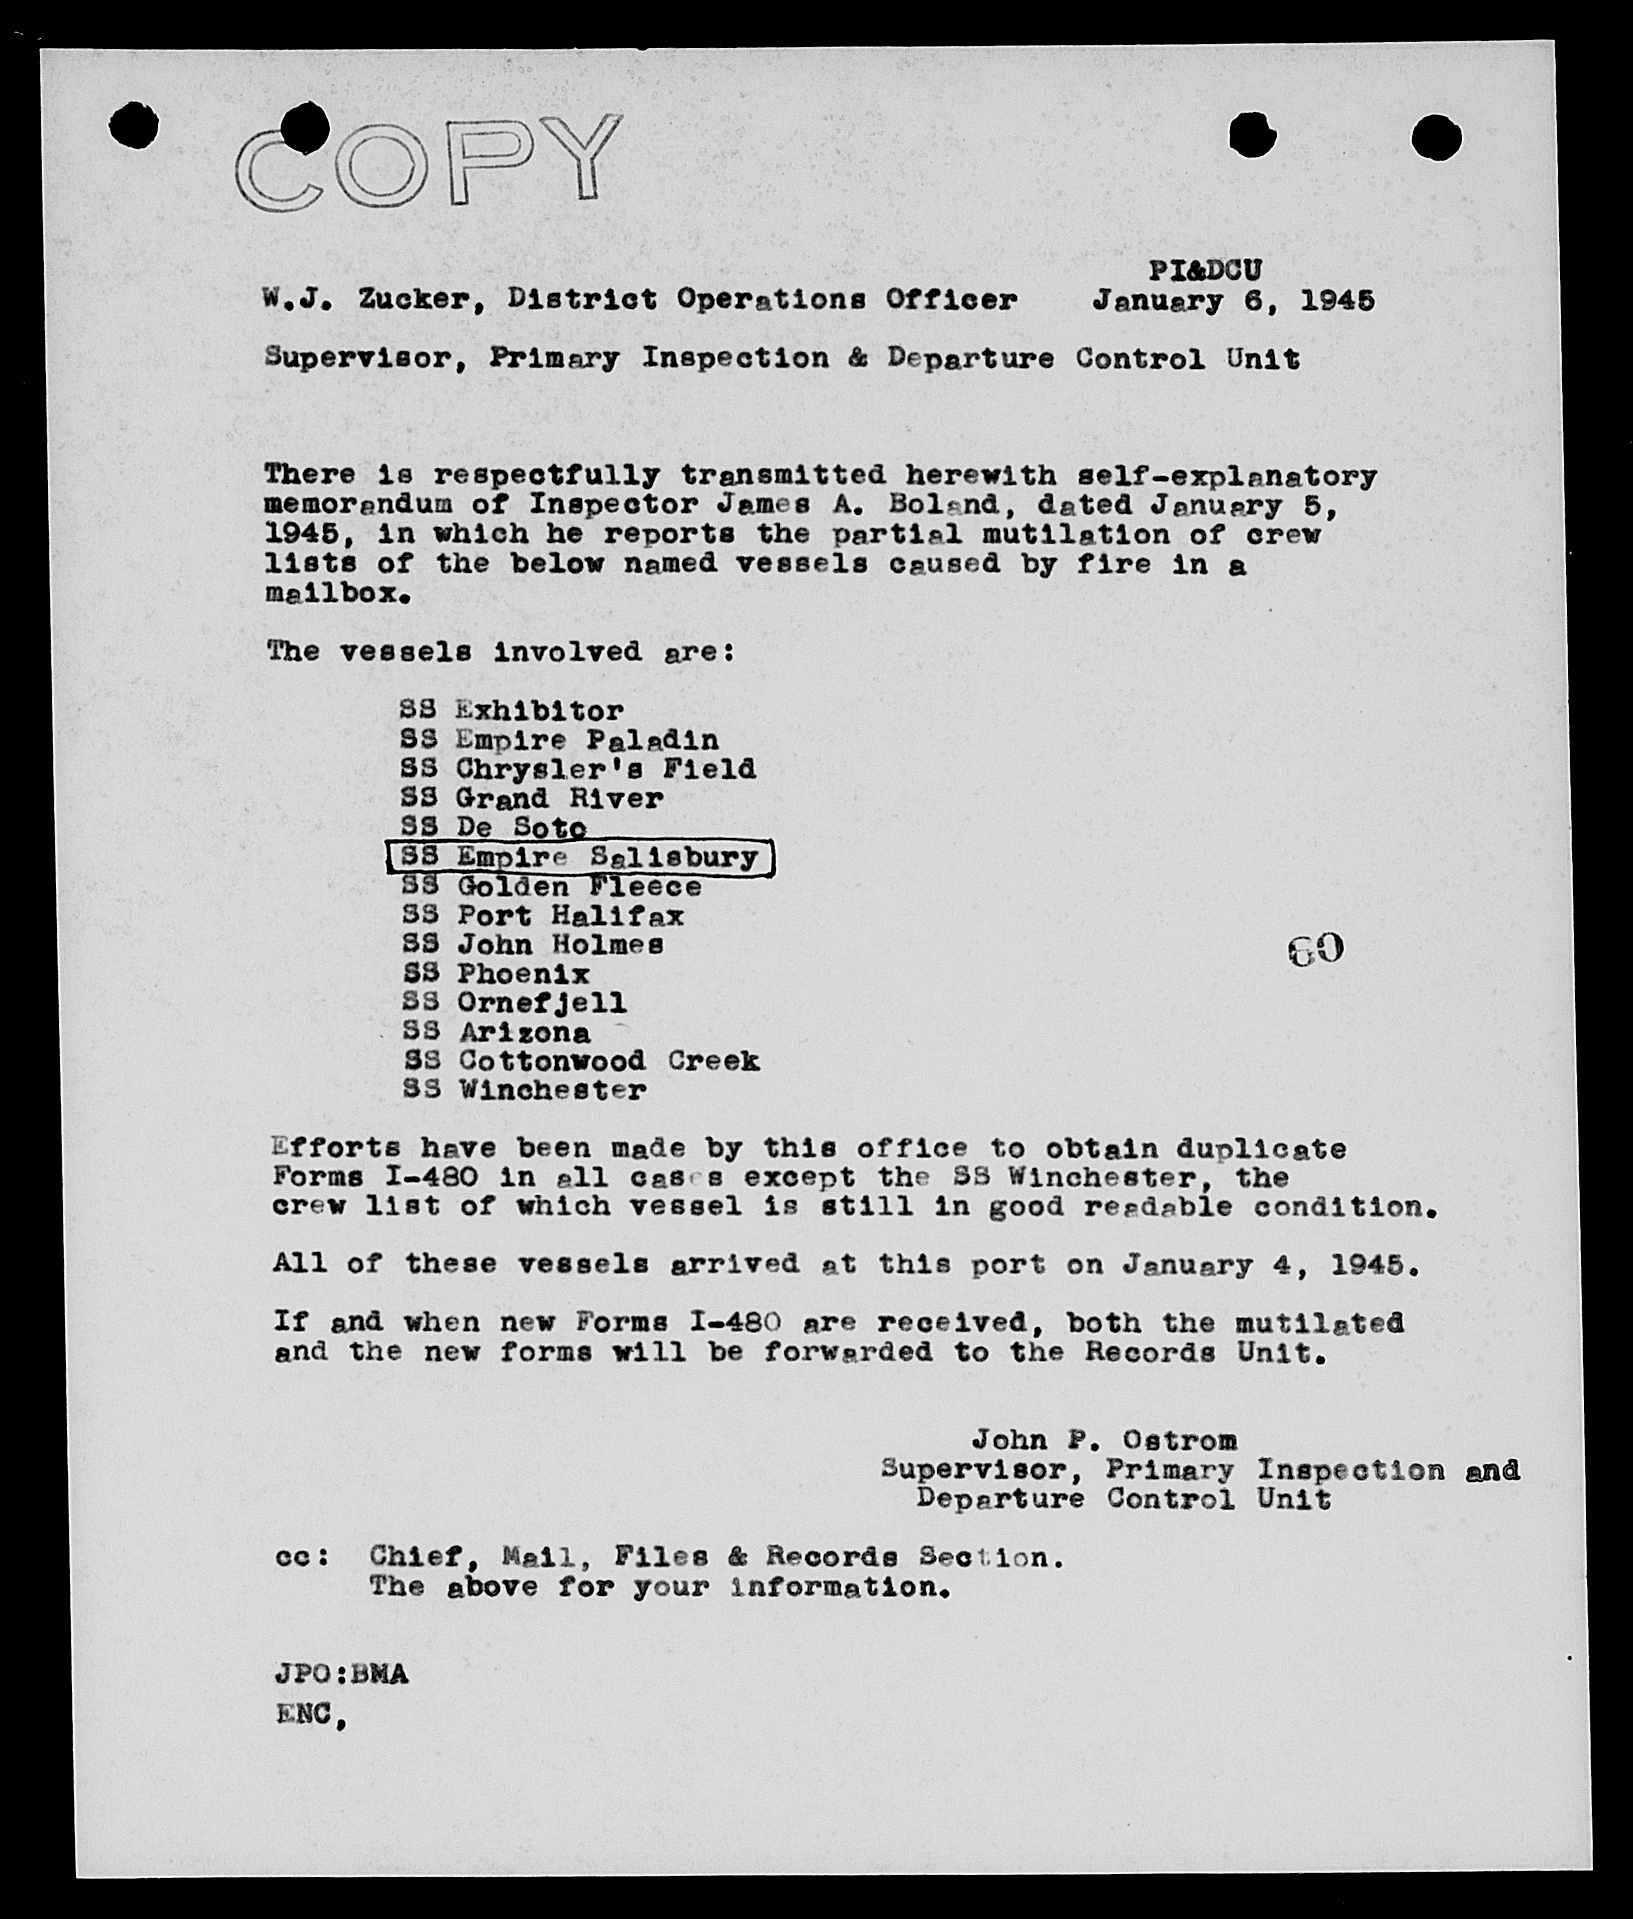 COPY
PI&DCU
W.J. Zucker, District Operations Officer January 6, 1945
Supervisor, Primary Inspection & Departure Control Unit
There is respectfully transmitted herewith self-explanatory
memorandum of Inspector James A. Boland, dated January 5,
1945, in which he reports the partial mutilation of crew
lists of the below named vessels caused by fire in a
mailbox.
The vessels involved are:
SS Exhibitor
SS Empire Paladin
SS Chrysler's Field
SS Grand River
SS De Soto
SS Empire Salisbury
SS Golden Fleece
SS Port Halifax
SS John Holmes
60
SS Phoenix
SS Ornefjell
SS Arizona
SS Cottonwood Creek
SS Winchester
Efforts have been made by this office to obtain duplicate
Forms I-480 in all cases except the SS Winchester, the
crew list of which vessel is still in good readable condition.
All of these vessels arrived at this port on January 4, 1945.
If and when new Forms I-480 are received, both the mutilated
and the new forms will be forwarded to the Records Unit.
John P. Ostrom
Supervisor, Primary Inspection and
Departure Control Unit
cc: Chief, Mail, Files & Records Section.
The above for your information.
JPO:BMA
ENC,